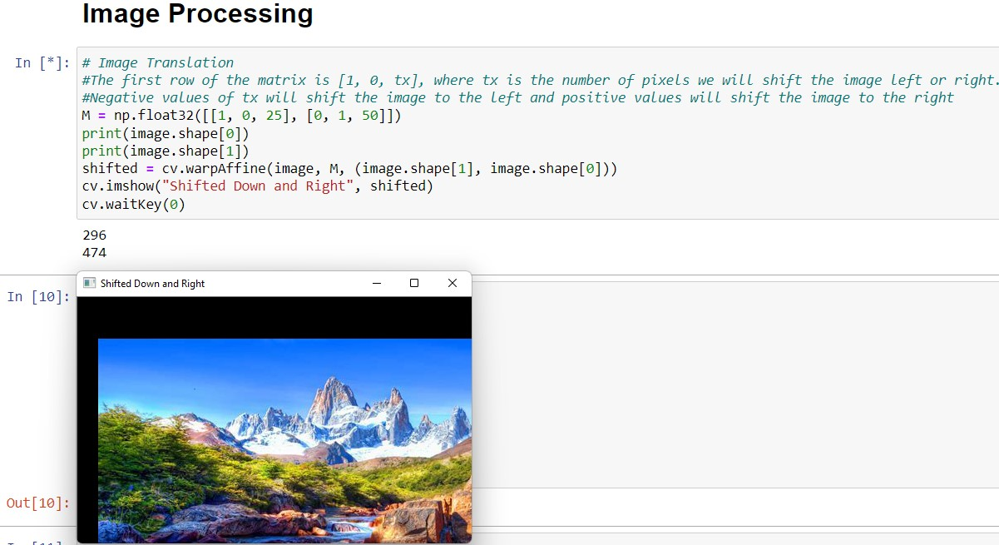 Image Processing
In [*]:
# Image Translation
#The first row of the matrix is [1, 0, tx], where tx is the number of pixels we will shift the image left or right.
#Negative values of tx will shift the image to the left and positive values will shift the image to the right
M = np.float32([[1, 0, 25], [0, 1, 50]])
print(image.shape[0])
print(image.shape[1])
shifted = cv.warpAffine(image, M, (image.shape[1], image.shape[0]))
cv.imshow("Shifted Down and Right", shifted)
cv.waitKey(0)
296
474
Shifted Down and Right
In [10]:
Out[10]:
In [11]